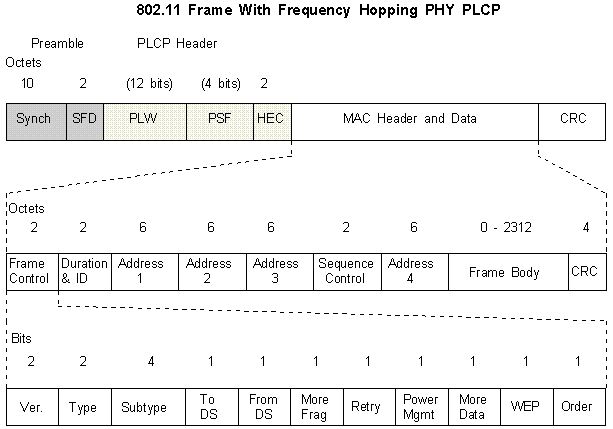 802.11 Frame With Frequency Hopping PHY PLCP
Preamble PLCP Header
Octets
10 2 (12 bits) (4 bits) 2
Synch SFD PLW PSF HEC MAC Header and Data CRC
Octets
2 2 6 6 6 2 6 0 - 2312 4
Frame Duration Address Address Address Sequence Address Frame Body CRC
Control & ID 1 2 3 Control 4
Bits
2 2 4 1 1 1 1 1 1 1 1
Ver. Type Subtype To From More Retry Power More WEP Order
DS DS Frag Mgmt Data